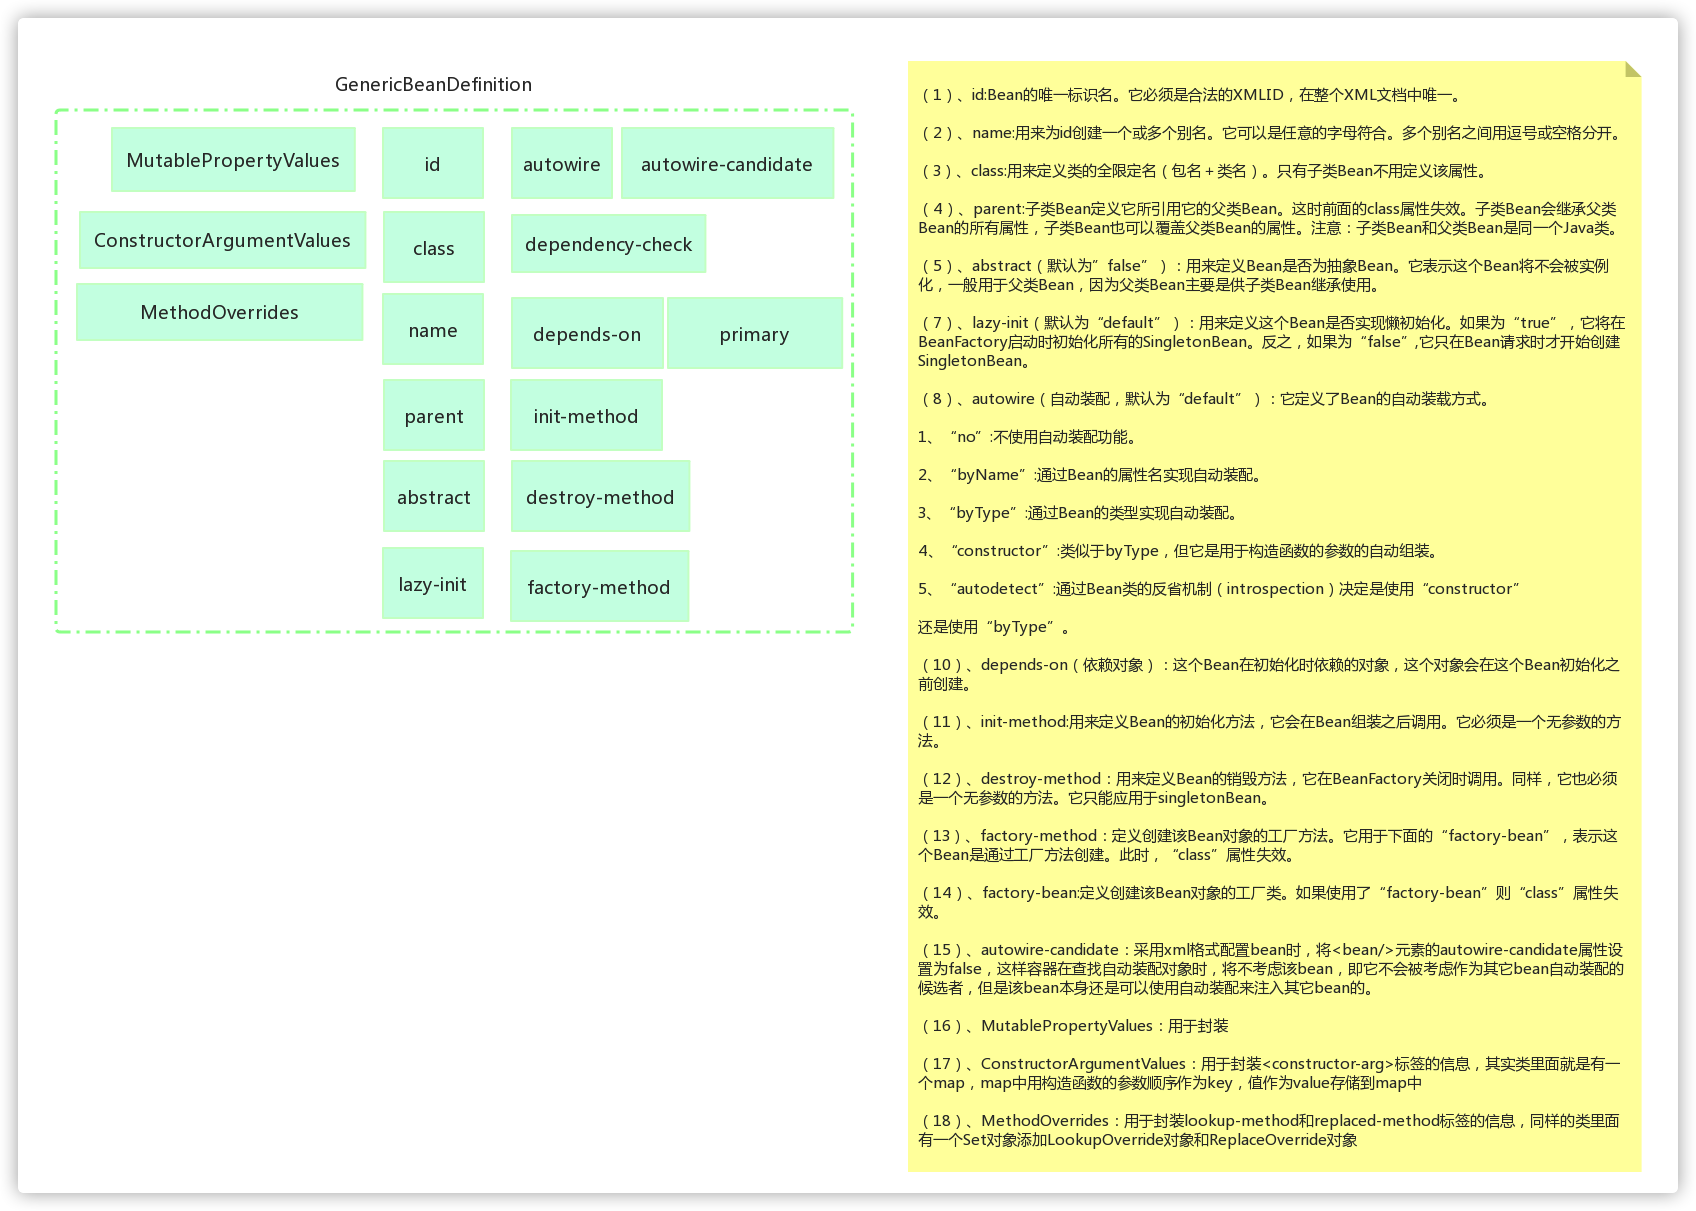 GenericBeanDefinition
MutablePropertyValues
id
autowire
autowire-candidate
ConstructorArgumentValues
class
dependency-check
MethodOverrides
name
depends-on
primary
parent
init-method
abstract
destroy-method
lazy-init
factory-method
（1）、id:Bean的唯一标识名。它必须是合法的XMLID，在整个XML文档中唯一。
（2）、name:用来为id创建一个或多个别名。它可以是任意的字母符合。多个别名之间用逗号或空格分开。
（3）、class:用来定义类的全限定名（包名＋类名）。只有子类Bean不用定义该属性。
（4）、parent:子类Bean定义它所引用它的父类Bean。这时前面的class属性失效。子类Bean会继承父类
Bean的所有属性，子类Bean也可以覆盖父类Bean的属性。注意：子类Bean和父类Bean是同一个Java类。
（5）、abstract（默认为”false”）：用来定义Bean是否为抽象Bean。它表示这个Bean将不会被实例
化，一般用于父类Bean，因为父类Bean主要是供子类Bean继承使用。
（7）、lazy-init（默认为“default”）：用来定义这个Bean是否实现懒初始化。如果为“true”，它将在
BeanFactory启动时初始化所有的SingletonBean。反之，如果为“false”,它只在Bean请求时才开始创建
SingletonBean。
（8）、autowire（自动装配，默认为“default”）：它定义了Bean的自动装载方式。
1、“no”:不使用自动装配功能。
2、“byName”:通过Bean的属性名实现自动装配。
3、“byType”:通过Bean的类型实现自动装配。
4、“constructor”:类似于byType，但它是用于构造函数的参数的自动组装。
5、“autodetect”:通过Bean类的反省机制（introspection）决定是使用“constructor”
还是使用“byType”。
（10）、depends-on（依赖对象）：这个Bean在初始化时依赖的对象，这个对象会在这个Bean初始化之
前创建。
（11）、init-method:用来定义Bean的初始化方法，它会在Bean组装之后调用。它必须是一个无参数的方
法。
（12）、destroy-method：用来定义Bean的销毁方法，它在BeanFactory关闭时调用。同样，它也必须
是一个无参数的方法。它只能应用于singletonBean。
（13）、factory-method：定义创建该Bean对象的工厂方法。它用于下面的“factory-bean”，表示这
个Bean是通过工厂方法创建。此时，“class”属性失效。
（14）、factory-bean:定义创建该Bean对象的工厂类。如果使用了“factory-bean”则“class”属性失
效。
（15）、autowire-candidate：采用xml格式配置bean时，将<bean/>元素的autowire-candidate属性设
置为false，这样容器在查找自动装配对象时，将不考虑该bean，即它不会被考虑作为其它bean自动装配的
候选者，但是该bean本身还是可以使用自动装配来注入其它bean的。
（16）、MutablePropertyValues：用于封装
（17）、ConstructorArgumentValues：用于封装<constructor-arg>标签的信息，其实类里面就是有一
个map，map中用构造函数的参数顺序作为key，值作为value存储到map中
（18）、MethodOverrides：用于封装lookup-method和replaced-method标签的信息，同样的类里面
有一个Set对象添加LookupOverride对象和ReplaceOverride对象